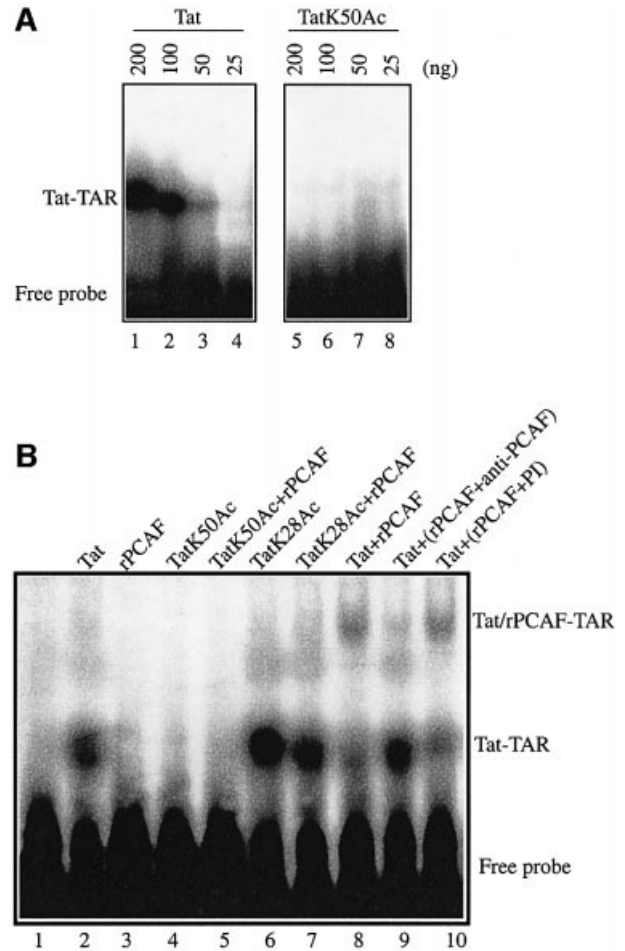 A
Tat TatK50Ac
200 100 50 25 200 100 50 25 (ng)
Tat-TAR
Free probe
1 2 3 4 5 6 7 8
B
Tat rPCAF TatK50Ac TatK50Ac+rPCAF TatK28Ac TatK28Ac+rPCAF Tat+rPCAF Tat+(rPCAF+anti-PCAF) Tat+(rPCAF+PI)
Tat/rPCAF-TAR
Tat-TAR
Free probe
1 2 3 4 5 6 7 8 9 10